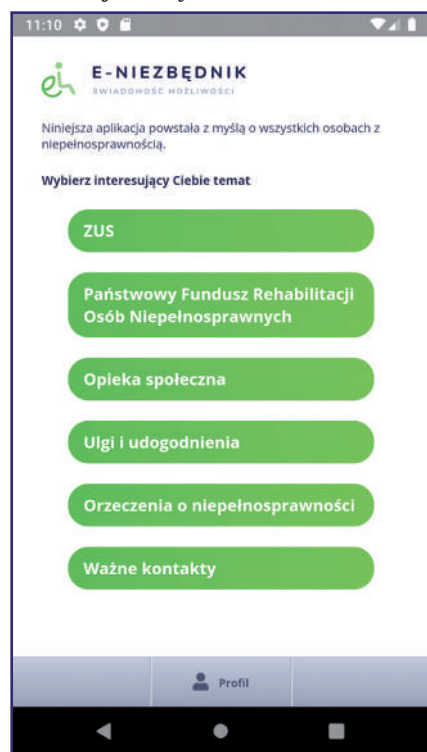 11:10
E-NIEZBĘDNIK
ŚWIADOMOŚĆ MOŻLIWOŚCI
Niniejsza aplikacja powstała z myślą o wszystkich osobach z
niepełnosprawnością.
Wybierz interesujący Ciebie temat
ZUS
Państwowy Fundusz Rehabilitacji
Osób Niepełnosprawnych
Opieka społeczna
Ulgi i udogodnienia
Orzeczenia o niepełnosprawności
Ważne kontakty
Profil